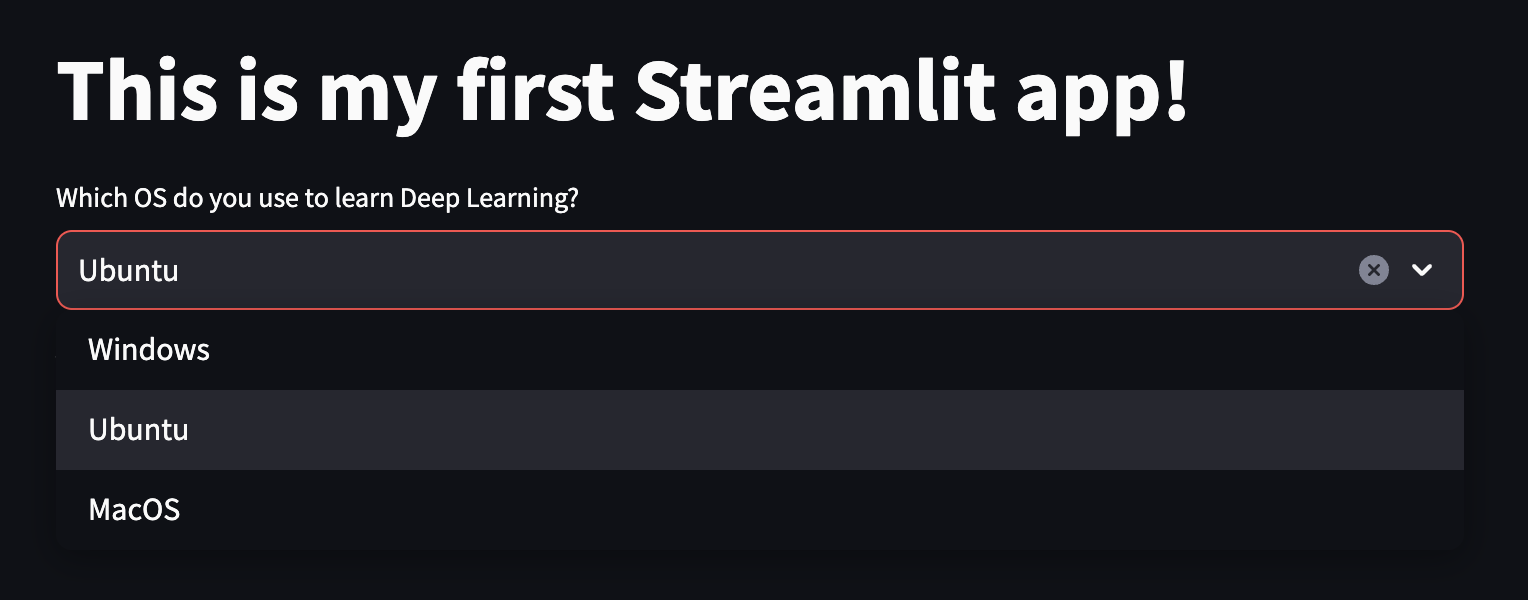 This is my first Streamlit app!
Which OS do you use to learn Deep Learning?
Ubuntu
Windows
Ubuntu
MacOS